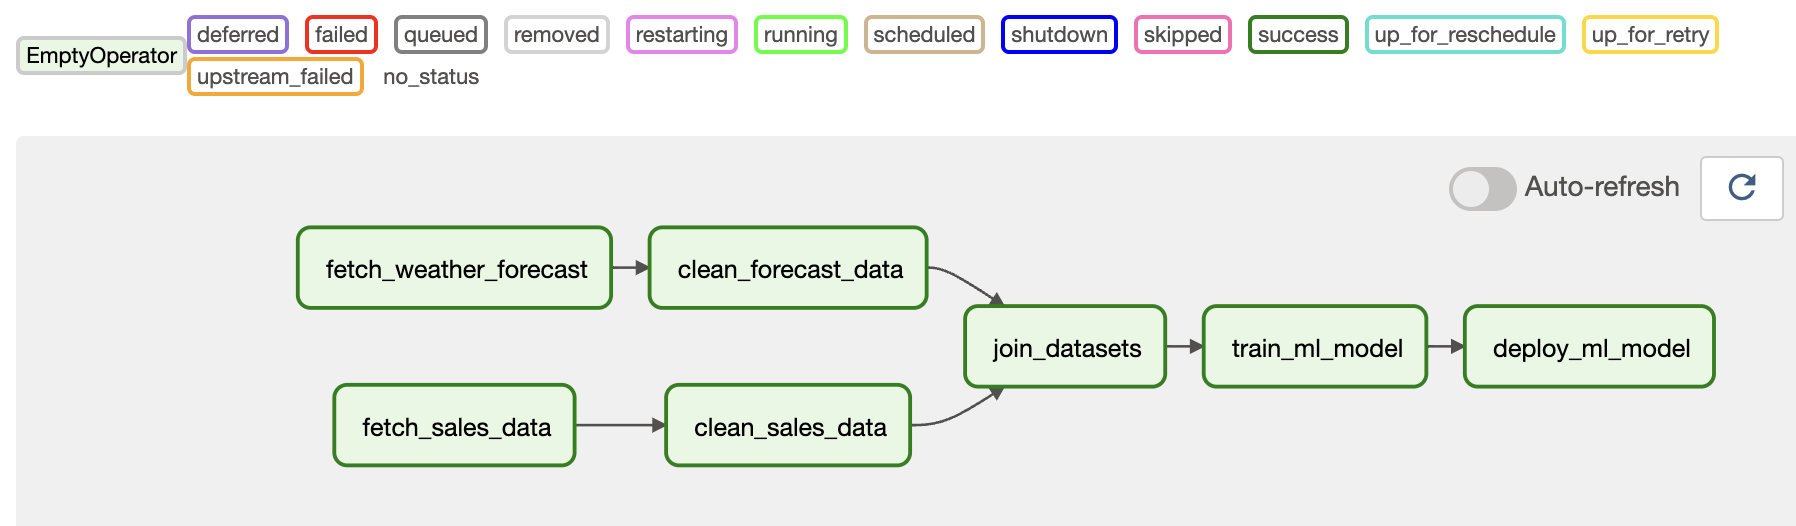 EmptyOperator
deferred failed queued removed restarting running scheduled shutdown skipped success up_for_reschedule up_for_retry
upstream_failed no_status
Auto-refresh
fetch_weather_forecast clean_forecast_data
join_datasets train_ml_model deploy_ml_model
fetch_sales_data clean_sales_data